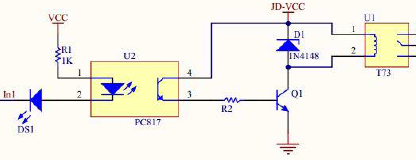 JD-VCC
U1
VCC
1
D1
R1
1K
U2
1N4148
2
1
4
T73
In1
2
3
Q1
R2
DS1
PC817